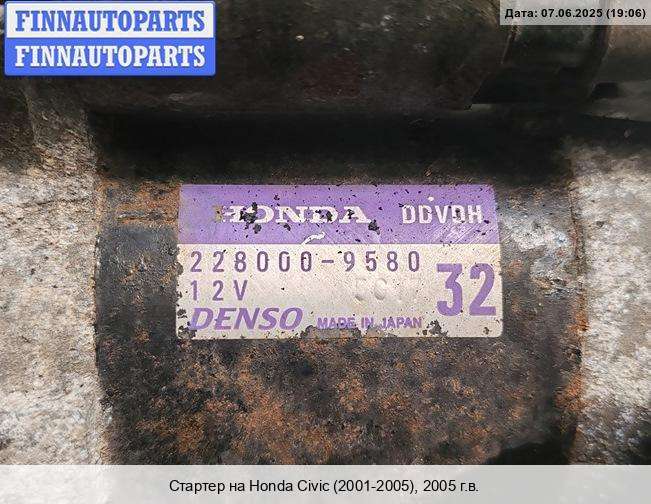 FINNAUTOPARTS
FINNAUTOPARTS
Дата: 07.06.2025 (19:06)
HONDA DDVDH
228000-9580
12V 5G 32
DENSO MADE IN JAPAN
Стартер на Honda Civic (2001-2005), 2005 г.в.